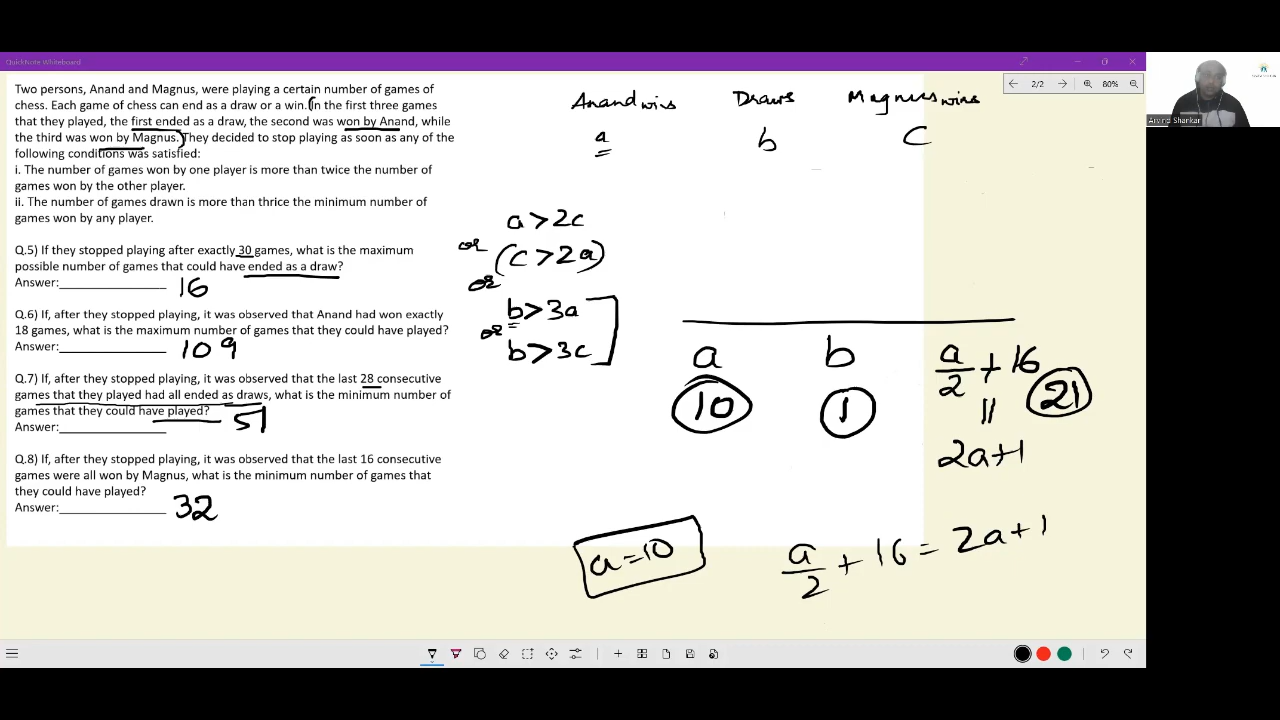 QuickNote Whiteboard
2/2
80%
Two persons, Anand and Magnus, were playing a certain number of games of
chess. Each game of chess can end as a draw or a win. In the first three games
that they played, the first ended as a draw, the second was won by Anand, while
the third was won by Magnus. They decided to stop playing as soon as any of the
following conditions was satisfied:
i. The number of games won by one player is more than twice the number of
games won by the other player.
ii. The number of games drawn is more than thrice the minimum number of
games won by any player.
Q.5) If they stopped playing after exactly 30 games, what is the maximum
possible number of games that could have ended as a draw?
Answer:________________ 16
Q.6) If, after they stopped playing, it was observed that Anand had won exactly
18 games, what is the maximum number of games that they could have played?
Answer:________________ 109
Q.7) If, after they stopped playing, it was observed that the last 28 consecutive
games that they played had all ended as draws, what is the minimum number of
games that they could have played? 51
Answer:________________
Q.8) If, after they stopped playing, it was observed that the last 16 consecutive
games were all won by Magnus, what is the minimum number of games that
they could have played?
Answer:________________ 32
Anand wins Draws Magnus wins
a b c
a > 2c
or (c > 2a)
or
b > 3a
or
b > 3c
a b a/2 + 16
10 1 || 21
2a+1
a=10
a/2 + 16 = 2a+1
Arvind Shankar